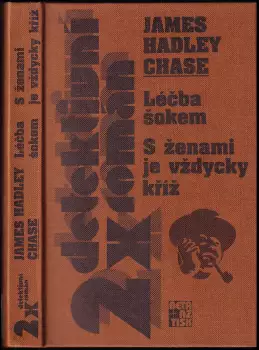 JAMES HADLEY
CHASE
Léčba
šokem
S ženami
je vždycky
kříž
detektivní
román
2X
JAMES
HADLEY
CHASE
Léčba
šokem
S ženami
je vždycky
kříž
2x
detektivní
román